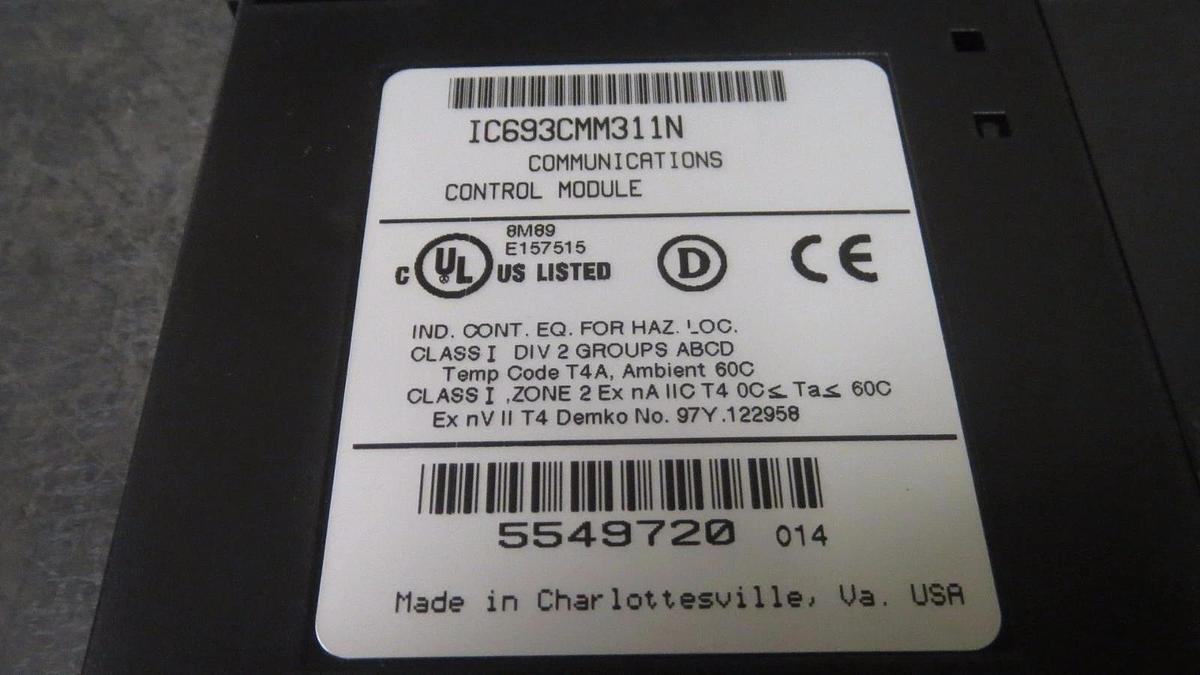 IC693CMM311N
COMMUNICATIONS
CONTROL MODULE
8M89
E157515
C UL US LISTED
D
CE
IND. CONT. EQ. FOR HAZ. LOC.
CLASS I DIV 2 GROUPS ABCD
Temp Code T4A, Ambient 60C
CLASS I ,ZONE 2 Ex nA IIC T4 0C≤ Ta≤ 60C
Ex nV II T4 Demko No. 97Y.122958
5549720 014
Made in Charlottesville, Va. USA